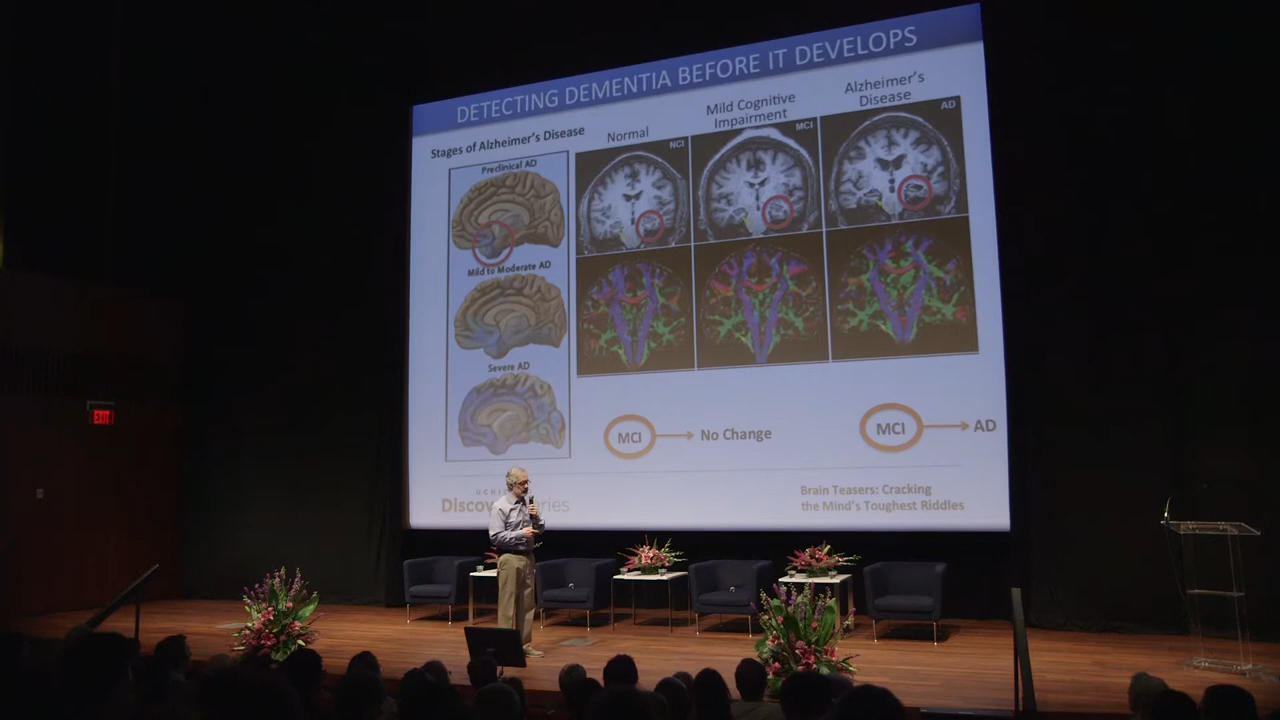 DETECTING DEMENTIA BEFORE IT DEVELOPS
Stages of Alzheimer's Disease
Preclinical AD
Mild to Moderate AD
Severe AD
Normal
Mild Cognitive
Impairment
Alzheimer's
Disease
NCI
MCI
AD
MCI
No Change
MCI
AD
Brain Teasers: Cracking
the Mind's Toughest Riddles
EXIT